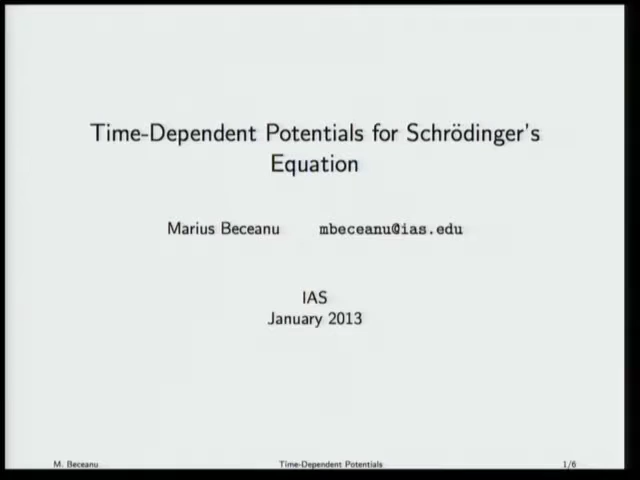 Time-Dependent Potentials for Schrödinger's
Equation
Marius Beceanu mbeceanu@ias.edu
IAS
January 2013
M. Beceanu Time-Dependent Potentials 1/6